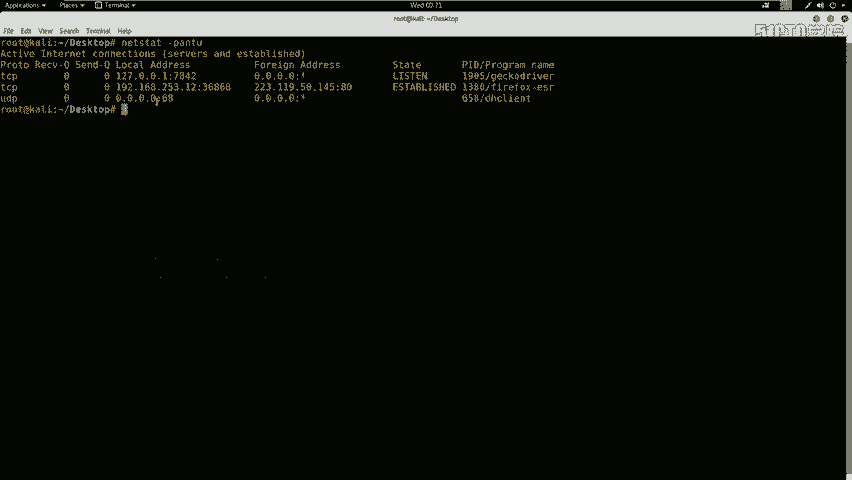 Applications Places Terminal Wed 00:21
root@kali: ~/Desktop
File Edit View Search Terminal Help
root@kali:~/Desktop# netstat -pantu
Active Internet connections (servers and established)
Proto Recv-Q Send-Q Local Address Foreign Address State PID/Program name
tcp 0 0 127.0.0.1:7842 0.0.0.0:* LISTEN 1905/geckodriver
tcp 0 0 192.168.253.12:36868 223.119.50.145:80 ESTABLISHED 1380/firefox-esr
udp 0 0 0.0.0.0:68 0.0.0.0:* 658/dhclient
root@kali:~/Desktop#